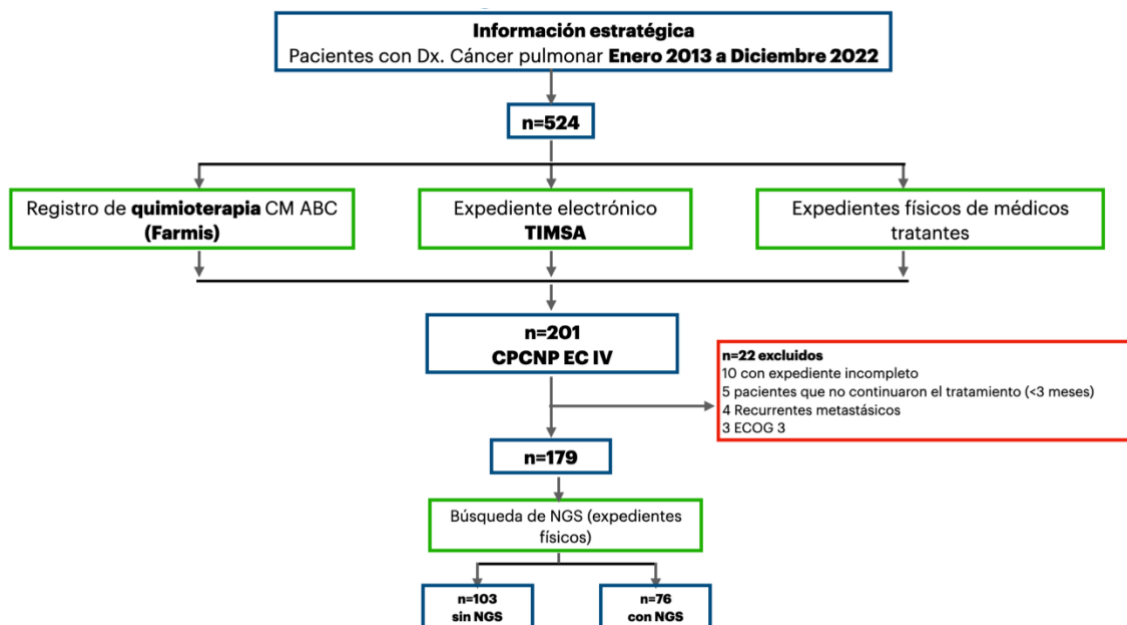 Información estratégica
Pacientes con Dx. Cáncer pulmonar Enero 2013 a Diciembre 2022
n=524
Registro de quimioterapia CM ABC
(Farmis)
Expediente electrónico
TIMSA
Expedientes físicos de médicos
tratantes
n=201
CPCNP EC IV
n=22 excluidos
10 con expediente incompleto
5 pacientes que no continuaron el tratamiento (<3 meses)
4 Recurrentes metastásicos
3 ECOG 3
n=179
Búsqueda de NGS (expedientes
físicos)
n=103
sin NGS
n=76
con NGS